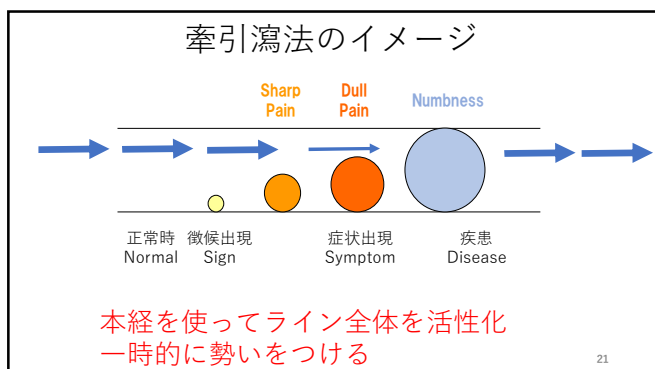 牽引瀉法のイメージ
Sharp
Pain
Dull
Pain
Numbness
正常時
Normal
徴候出現
Sign
症状出現
Symptom
疾患
Disease
本経を使ってライン全体を活性化
一時的に勢いをつける
21